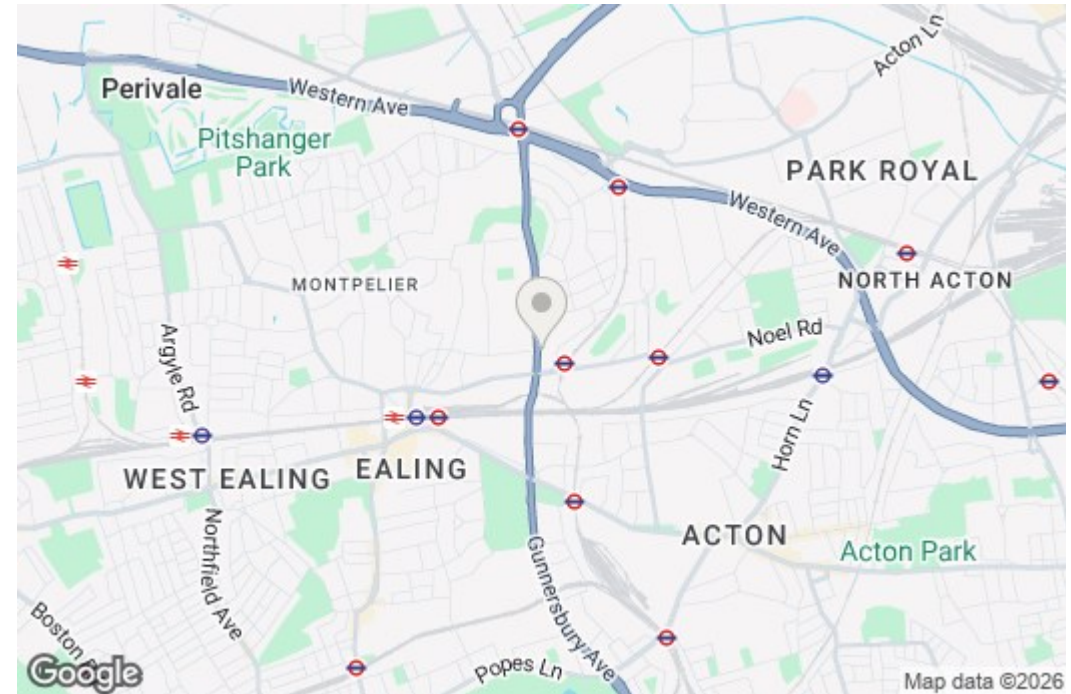 Acton Ln
Perivale
Western Ave
Pitshanger
Park
PARK ROYAL
Western Ave
MONTPELIER
NORTH ACTON
Noel Rd
Argyle Rd
Horn Ln
WEST EALING
EALING
Northfield Ave
ACTON
Acton Park
Gunnersbury Ave
Boston
Popes Ln
Google
Map data ©2026